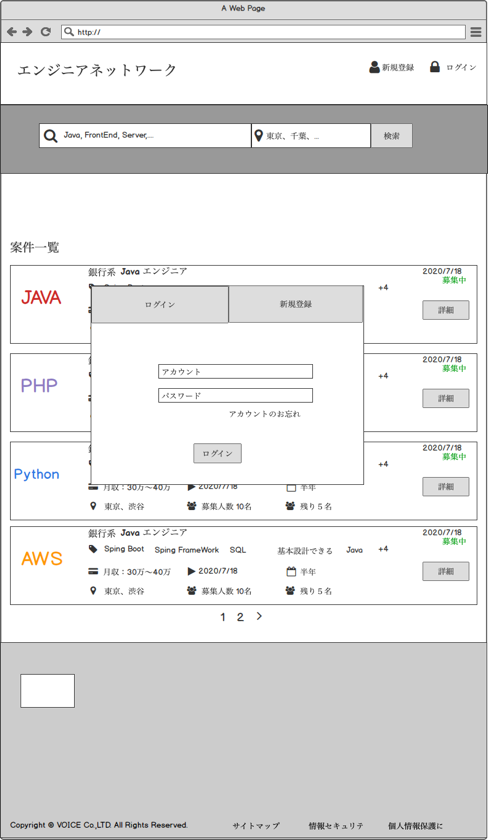 A Web Page
http://
エンジニアネットワーク
新規登録
ログイン
Java, FrontEnd, Server,...
東京、千葉、...
検索
案件一覧
JAVA
銀行系 Java エンジニア
+4
2020/7/18
募集中
詳細
ログイン
新規登録
アカウント
パスワード
アカウントのお忘れ
ログイン
PHP
+4
2020/7/18
募集中
詳細
Python
+4
2020/7/18
募集中
詳細
月収：30万〜40万
2020/7/18
半年
東京、渋谷
募集人数 10名
残り５名
AWS
銀行系 Java エンジニア
2020/7/18
募集中
Sping Boot
Sping FrameWork
SQL
基本設計できる
Java
+4
月収：30万〜40万
2020/7/18
半年
詳細
東京、渋谷
募集人数 10名
残り５名
1 2 >
Copyright © VOICE Co.,LTD. All Rights Reserved.
サイトマップ
情報セキュリテ
個人情報保護に